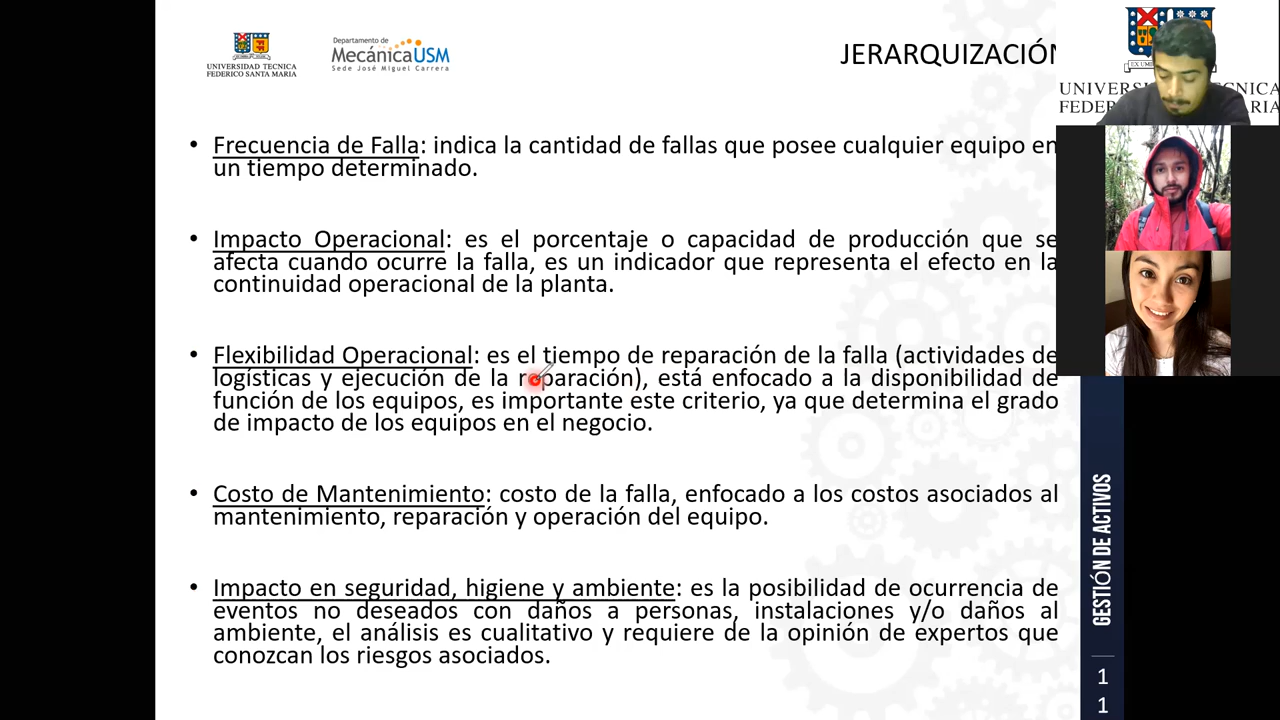 UNIVERSIDAD TECNICA
FEDERICO SANTA MARIA
Departamento de
MecánicaUSM
Sede José Miguel Carrera
JERARQUIZACIÓN
• Frecuencia de Falla: indica la cantidad de fallas que posee cualquier equipo en
un tiempo determinado.
• Impacto Operacional: es el porcentaje o capacidad de producción que se
afecta cuando ocurre la falla, es un indicador que representa el efecto en la
continuidad operacional de la planta.
• Flexibilidad Operacional: es el tiempo de reparación de la falla (actividades de
logísticas y ejecución de la reparación), está enfocado a la disponibilidad de
función de los equipos, es importante este criterio, ya que determina el grado
de impacto de los equipos en el negocio.
• Costo de Mantenimiento: costo de la falla, enfocado a los costos asociados al
mantenimiento, reparación y operación del equipo.
• Impacto en seguridad, higiene y ambiente: es la posibilidad de ocurrencia de
eventos no deseados con daños a personas, instalaciones y/o daños al
ambiente, el análisis es cualitativo y requiere de la opinión de expertos que
conozcan los riesgos asociados.
GESTIÓN DE ACTIVOS
1
1